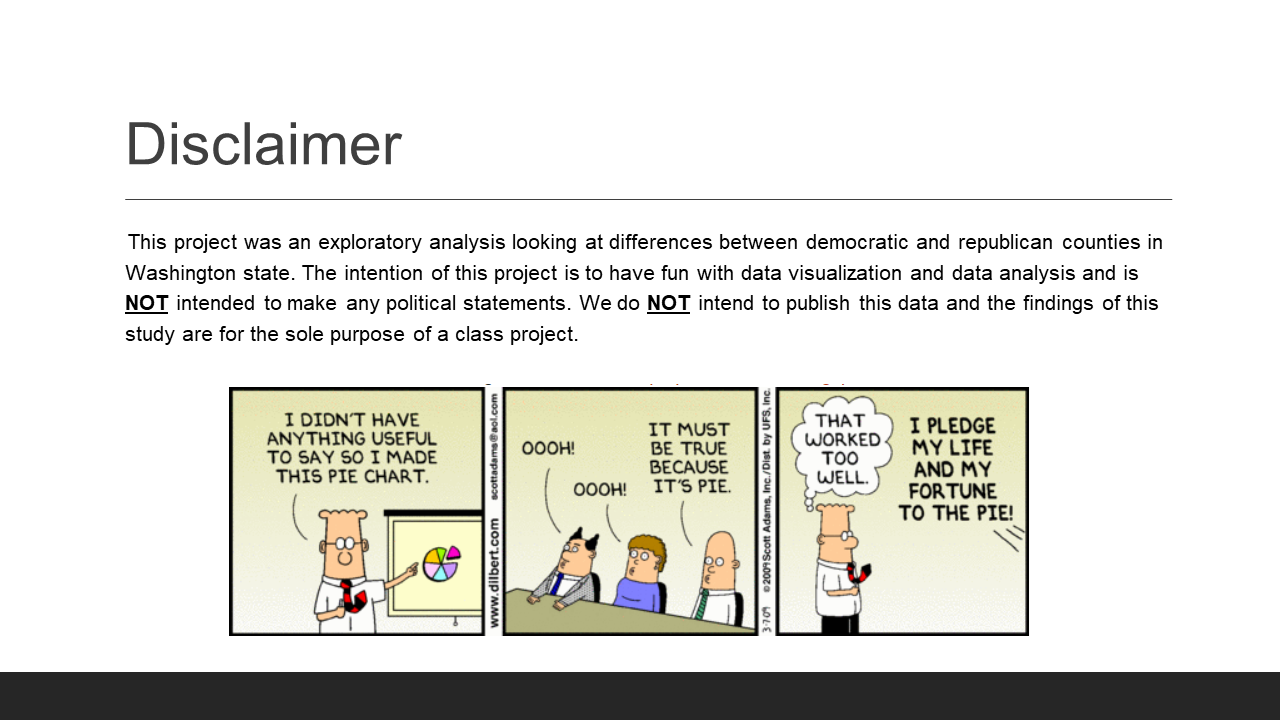 Disclaimer
This project was an exploratory analysis looking at differences between democratic and republican counties in
Washington state. The intention of this project is to have fun with data visualization and data analysis and is
NOT intended to make any political statements. We do NOT intend to publish this data and the findings of this
study are for the sole purpose of a class project.
I DIDN'T HAVE
ANYTHING USEFUL
TO SAY SO I MADE
THIS PIE CHART.
www.dilbert.com scottadams@aol.com
OOOH!
OOOH!
IT MUST
BE TRUE
BECAUSE
IT'S PIE.
3-7-09 ©2009 Scott Adams, Inc./Dist. by UFS, Inc.
THAT
WORKED
TOO
WELL.
I PLEDGE
MY LIFE
AND MY
FORTUNE
TO THE PIE!